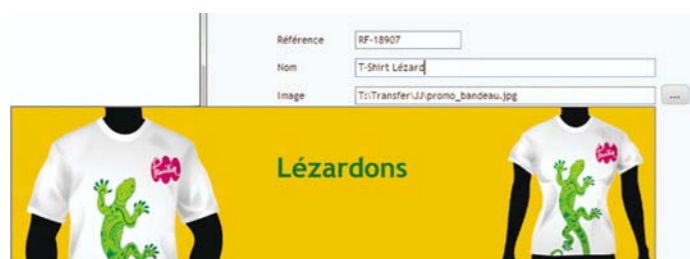 Référence RF-18907
Nom T-Shirt Lézard
Image T:\Transfer\JJ\promo_bandeau.jpg ...
Lézardons